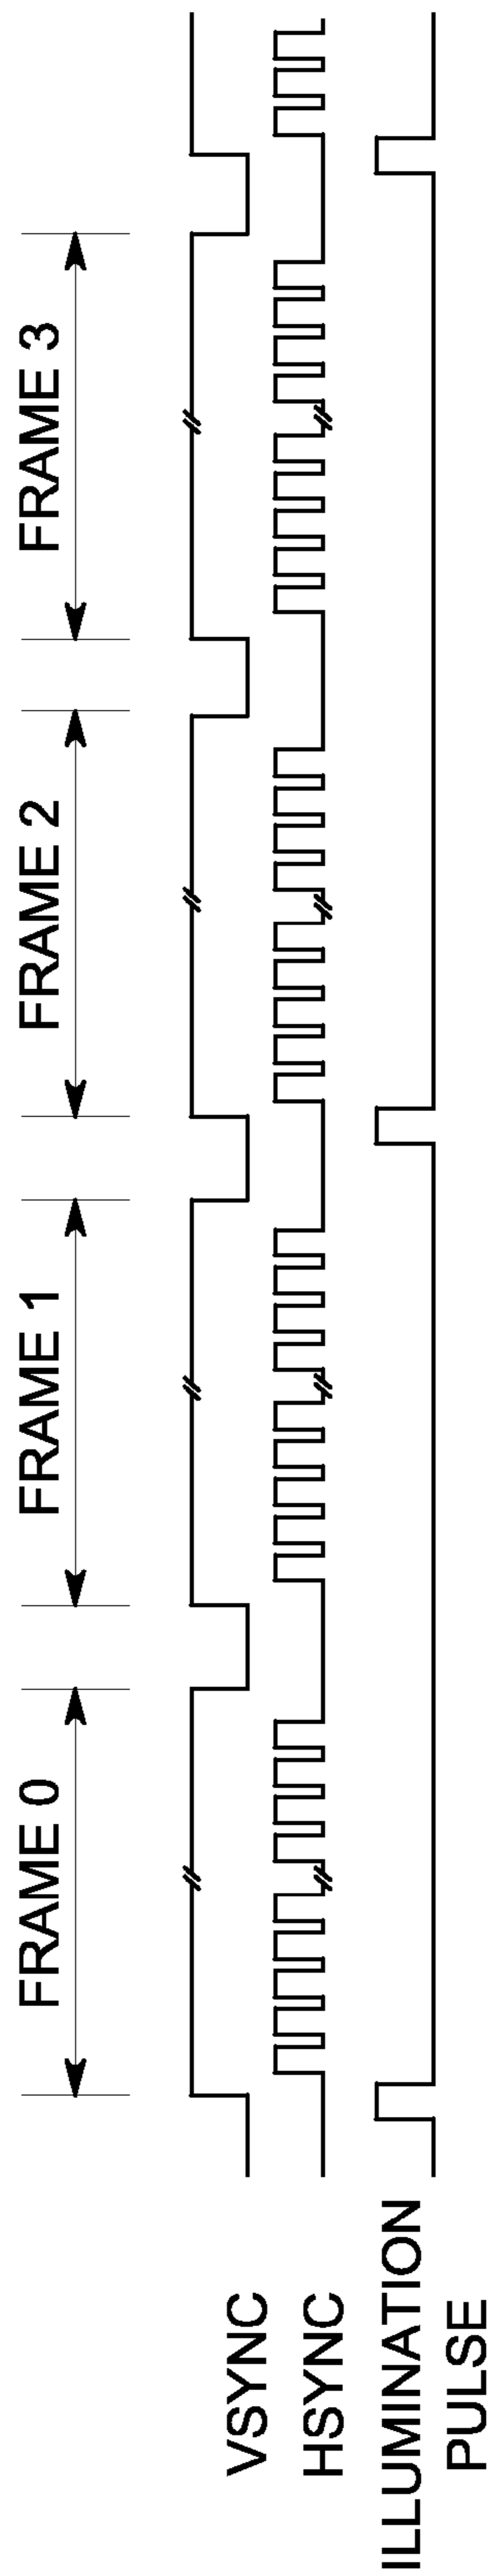 FRAME 0
FRAME 1
FRAME 2
FRAME 3
VSYNC
HSYNC
ILLUMINATION
PULSE